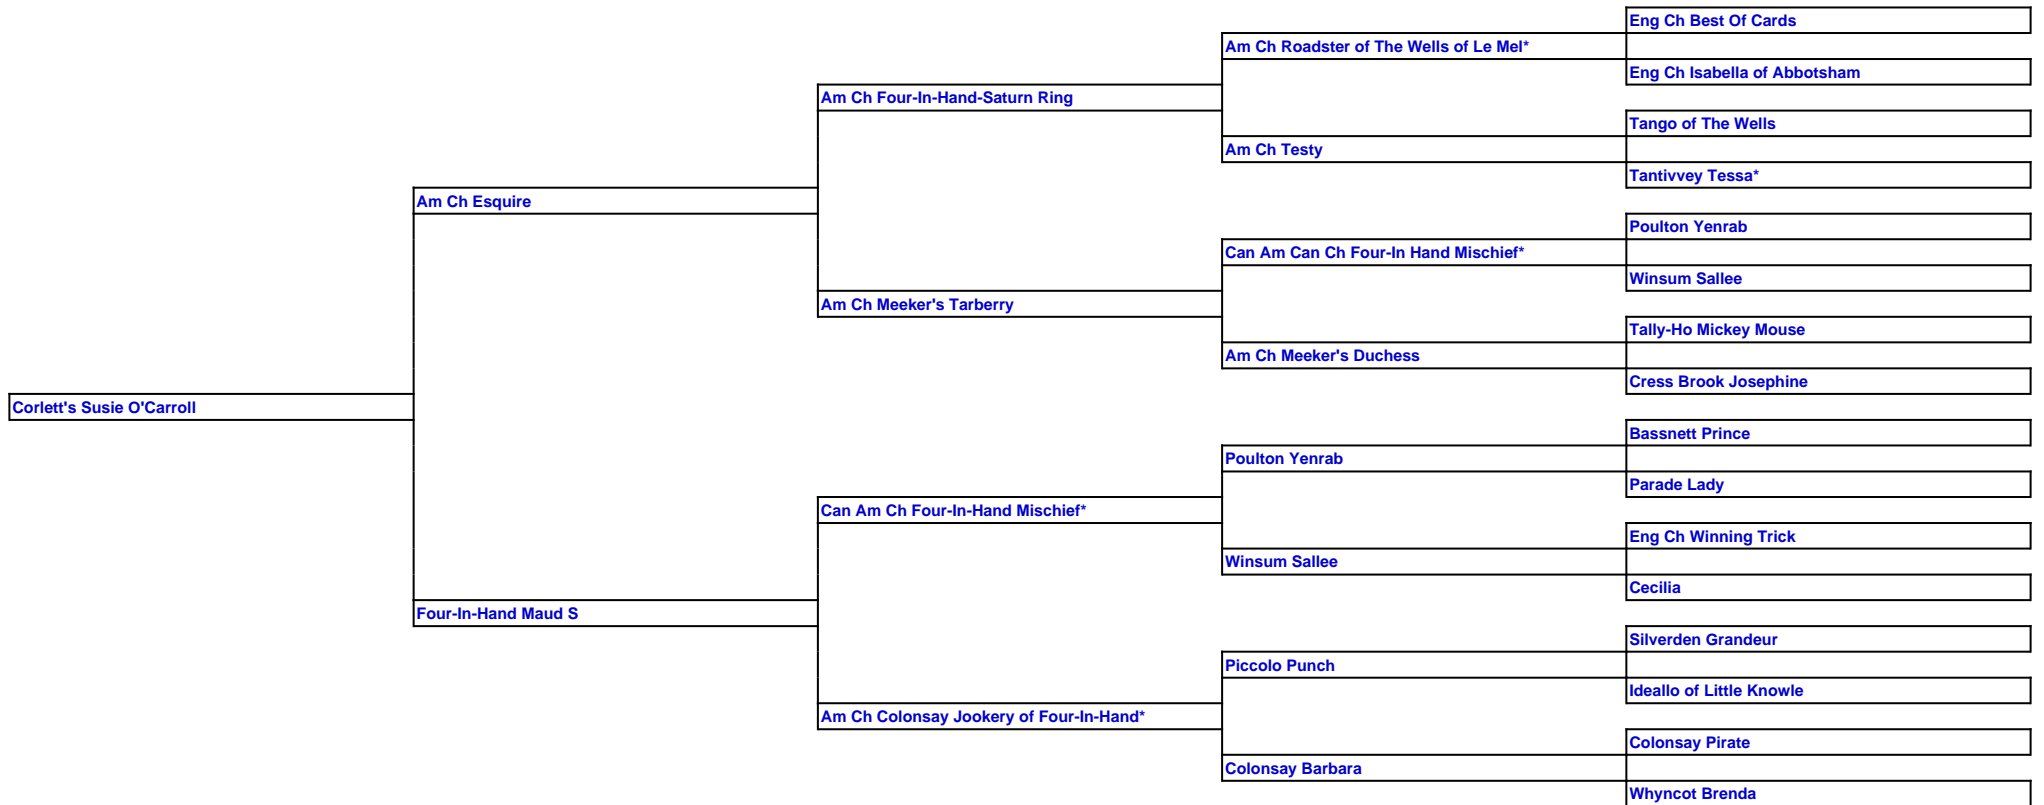 Eng Ch Best Of Cards
Am Ch Roadster of The Wells of Le Mel*
Eng Ch Isabella of Abbotsham
Am Ch Four-In-Hand-Saturn Ring
Tango of The Wells
Am Ch Testy
Tantivvey Tessa*
Am Ch Esquire
Poulton Yenrab
Can Am Can Ch Four-In Hand Mischief*
Winsum Sallee
Am Ch Meeker's Tarberry
Tally-Ho Mickey Mouse
Am Ch Meeker's Duchess
Cress Brook Josephine
Corlett's Susie O'Carroll
Bassnett Prince
Poulton Yenrab
Parade Lady
Can Am Ch Four-In-Hand Mischief*
Eng Ch Winning Trick
Winsum Sallee
Cecilia
Four-In-Hand Maud S
Silverden Grandeur
Piccolo Punch
Ideallo of Little Knowle
Am Ch Colonsay Jookery of Four-In-Hand*
Colonsay Pirate
Colonsay Barbara
Whyncot Brenda